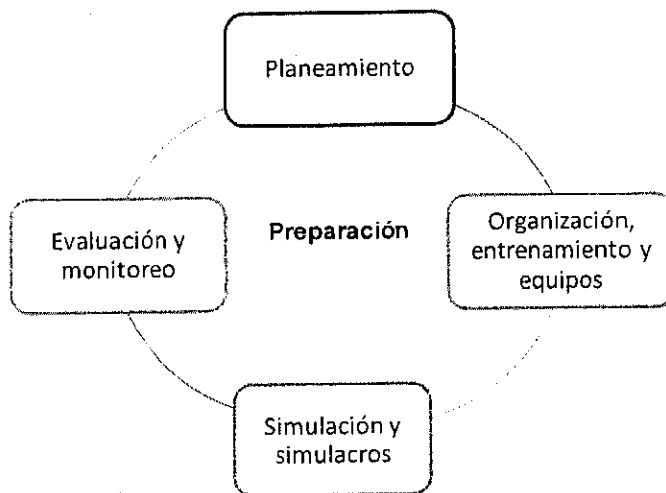 Planeamiento
Preparación
Organización,
entrenamiento y
equipos
Evaluación y
monitoreo
Simulación y
simulacros